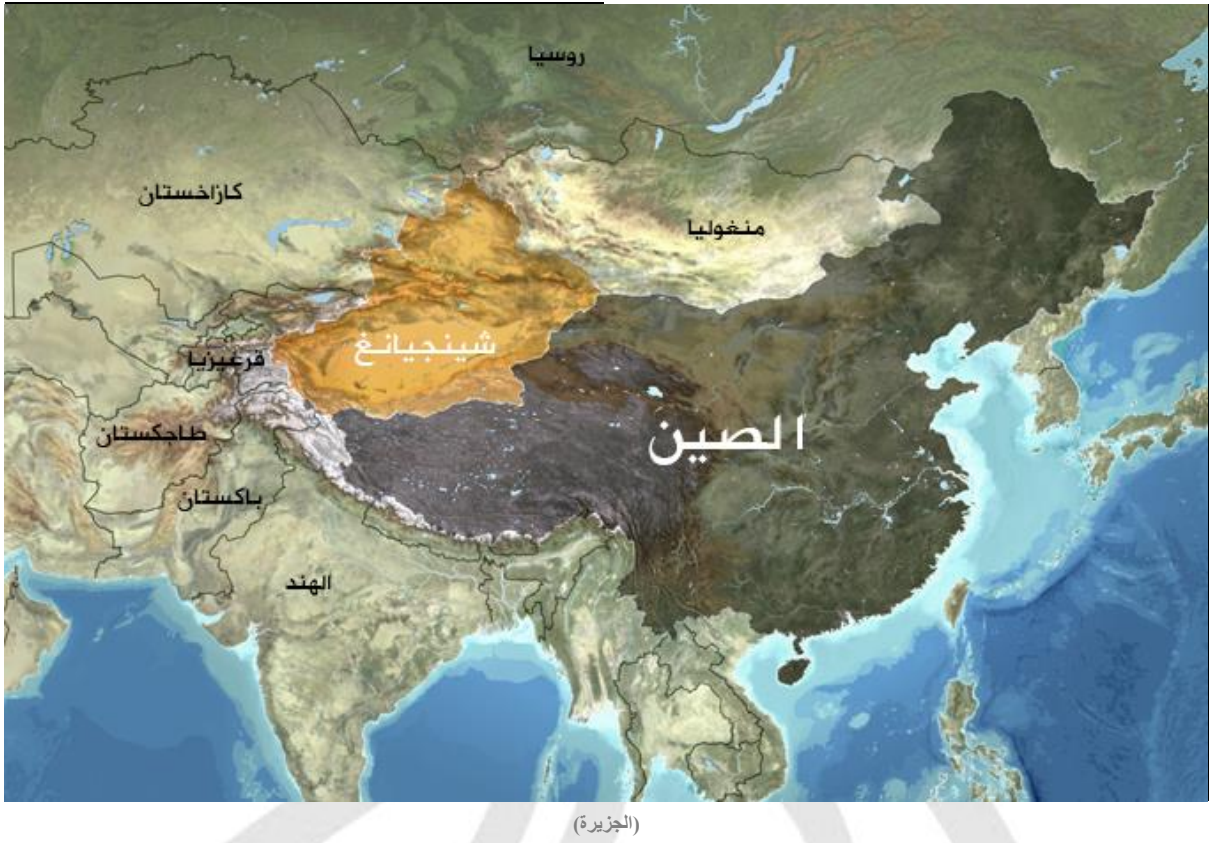 روسيا
كازاخستان
منغوليا
شينجيانغ
قرغيزيا
طاجكستان
الصين
باكستان
الهند
(الجزيرة)